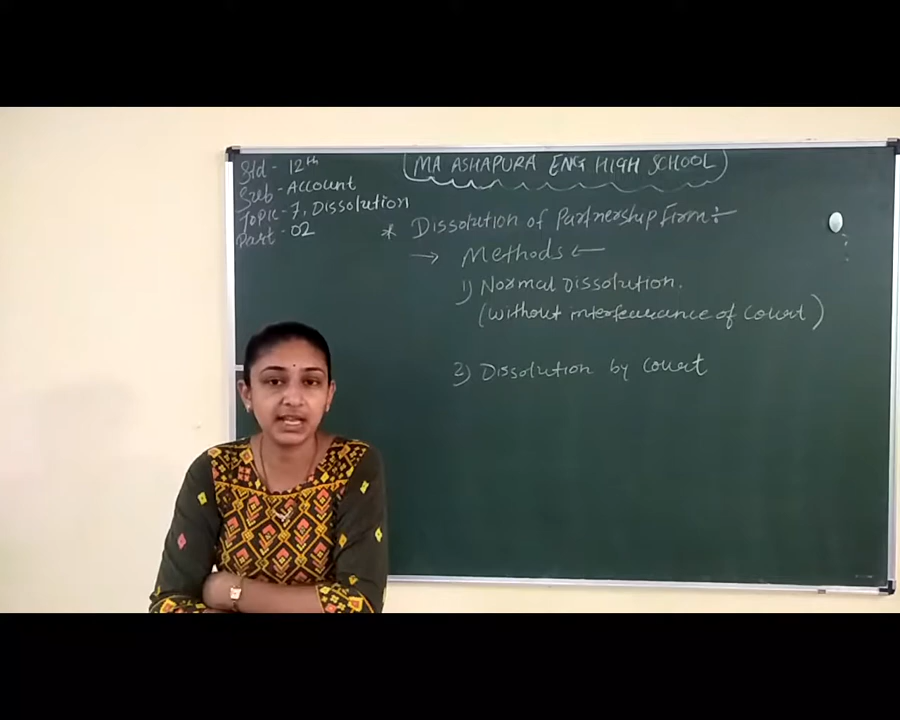 Std - 12th
Sub - Account
Topic - 7, Dissolution
Part - 02
MA ASHAPURA ENG HIGH SCHOOL
* Dissolution of Partnership Firm ÷
→ Methods ←
1) Normal Dissolution.
(without interfeurance of Court)
2) Dissolution by Court